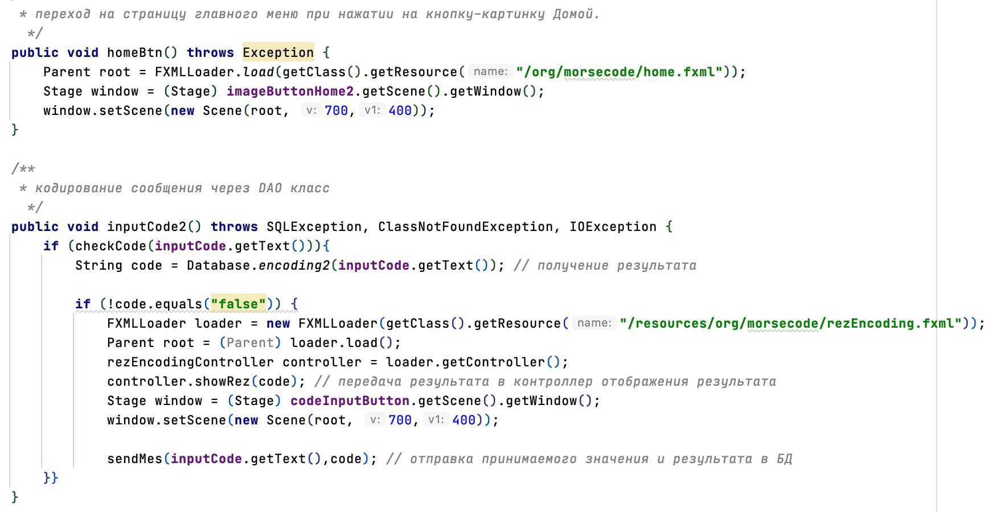 * переход на страницу главного меню при нажатии на кнопку-картинку Домой.
*/
public void homeBtn() throws Exception {
Parent root = FXMLLoader.load(getClass().getResource( name: "/org/morsecode/home.fxml"));
Stage window = (Stage) imageButtonHome2.getScene().getWindow();
window.setScene(new Scene(root, v: 700, v1: 400));
}
/**
* кодирование сообщения через DAO класс
*/
public void inputCode2() throws SQLException, ClassNotFoundException, IOException {
if (checkCode(inputCode.getText())){
String code = Database.encoding2(inputCode.getText()); // получение результата
if (!code.equals("false")) {
FXMLLoader loader = new FXMLLoader(getClass().getResource( name: "/resources/org/morsecode/rezEncoding.fxml"));
Parent root = (Parent) loader.load();
rezEncodingController controller = loader.getController();
controller.showRez(code); // передача результата в контроллер отображения результата
Stage window = (Stage) codeInputButton.getScene().getWindow();
window.setScene(new Scene(root, v: 700, v1: 400));
sendMes(inputCode.getText(),code); // отправка принимаемого значения и результата в БД
}}
}